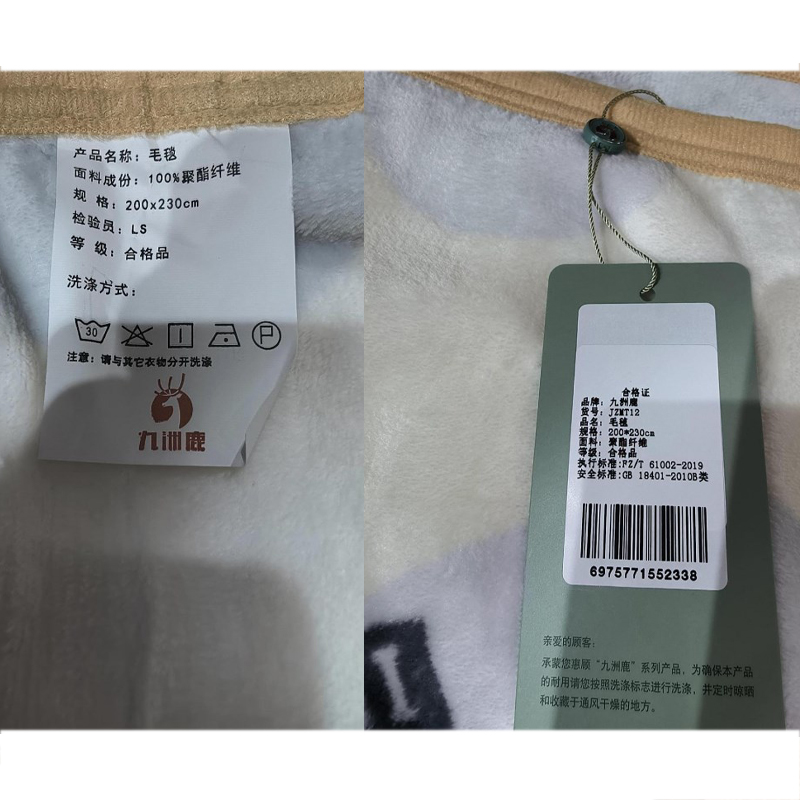 产品名称：毛毯
面料成份：100%聚酯纤维
规 格：200x230cm
检验员：LS
等 级：合格品
洗涤方式：
30
P
注意：请与其它衣物分开洗涤
九洲鹿
合格证
品牌：九洲鹿
货号：JZMT12
品名：毛毯
规格：200*230cm
面料：聚酯纤维
等级：合格品
执行标准:FZ/T 61002-2019
安全标准:GB 18401-2010B类
6975771552338
亲爱的顾客：
承蒙您惠顾“九洲鹿”系列产品，为确保本产品
的耐用请您按照洗涤标志进行洗涤，并定时晾晒
和收藏于通风干燥的地方。